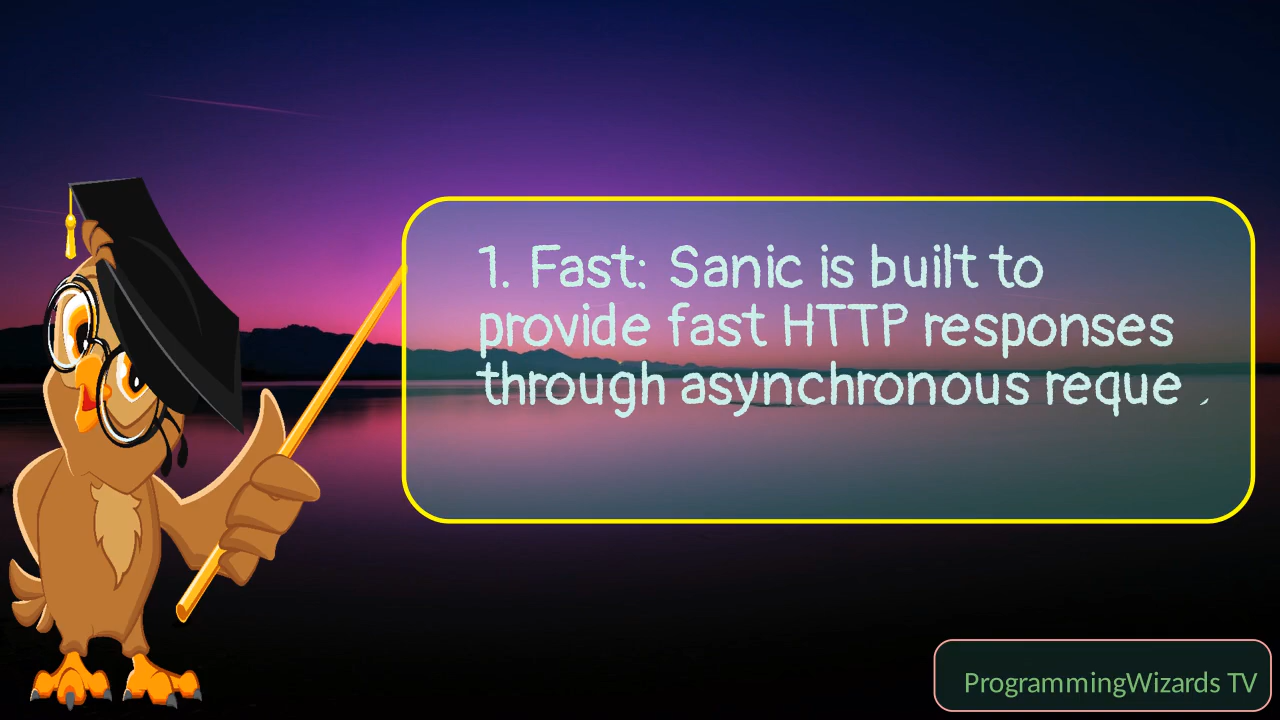 1. Fast: Sanic is built to
provide fast HTTP responses
through asynchronous reque
ProgrammingWizards TV